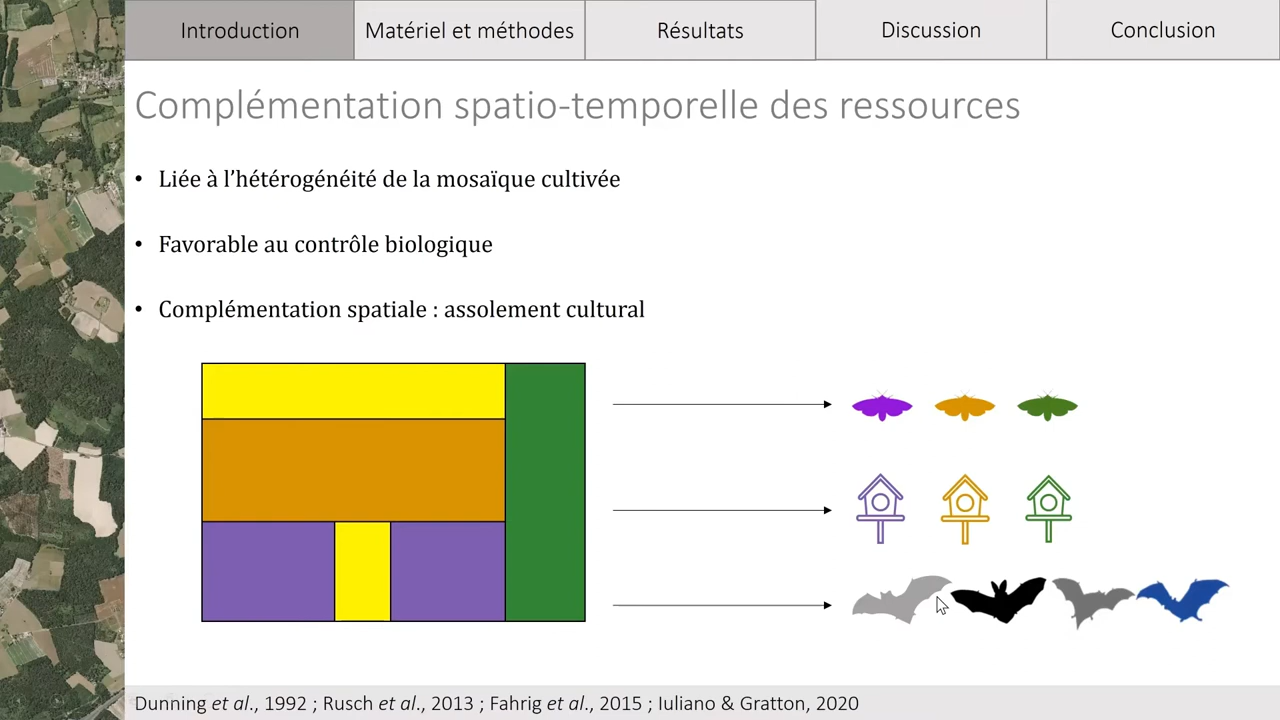 Introduction
Matériel et méthodes
Résultats
Discussion
Conclusion
Complémentation spatio-temporelle des ressources
• Liée à l’hétérogénéité de la mosaïque cultivée
• Favorable au contrôle biologique
• Complémentation spatiale : assolement cultural
Dunning et al., 1992 ; Rusch et al., 2013 ; Fahrig et al., 2015 ; Iuliano & Gratton, 2020